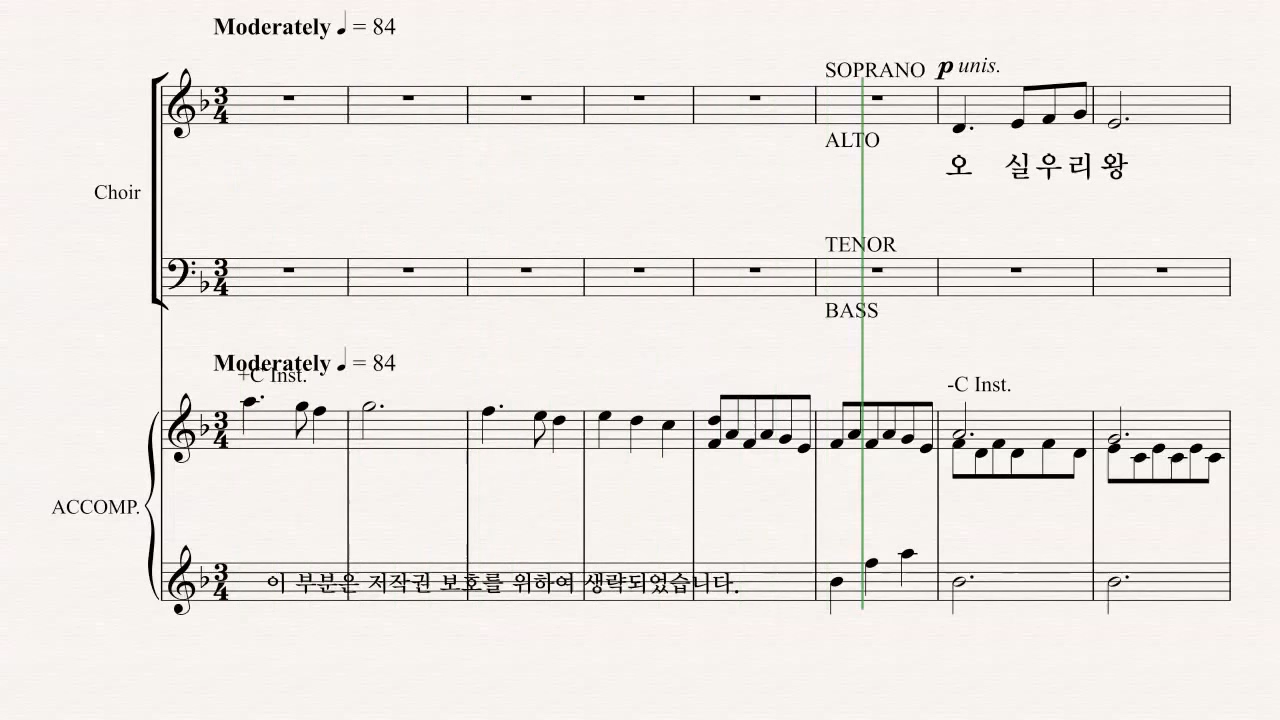 Moderately ♩ = 84
SOPRANO p unis.
ALTO
오 실우리 왕
Choir
TENOR
BASS
Moderately ♩ = 84
+C Inst.
-C Inst.
ACCOMP.
이 부분은 저작권 보호를 위하여 생략되었습니다.